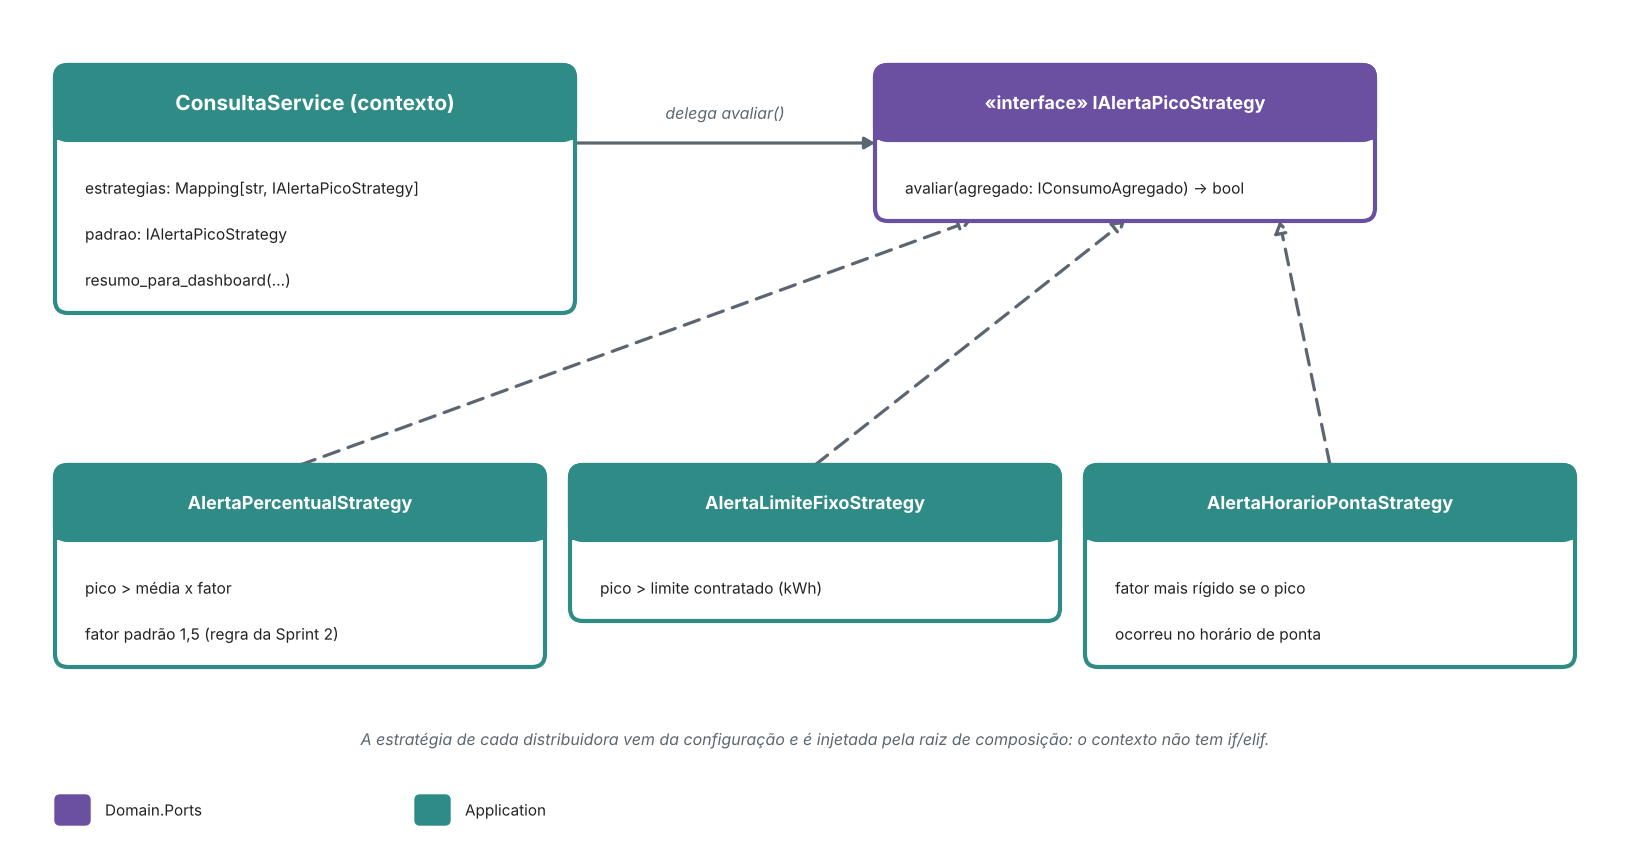 ConsultaService (contexto)
estrategias: Mapping[str, IAlertaPicoStrategy]
padrao: IAlertaPicoStrategy
resumo_para_dashboard(...)
delega avaliar()
«interface» IAlertaPicoStrategy
avaliar(agregado: IConsumoAgregado) → bool
AlertaPercentualStrategy
pico > média x fator
fator padrão 1,5 (regra da Sprint 2)
AlertaLimiteFixoStrategy
pico > limite contratado (kWh)
AlertaHorarioPontaStrategy
fator mais rígido se o pico
ocorreu no horário de ponta
A estratégia de cada distribuidora vem da configuração e é injetada pela raiz de composição: o contexto não tem if/elif.
Domain.Ports
Application